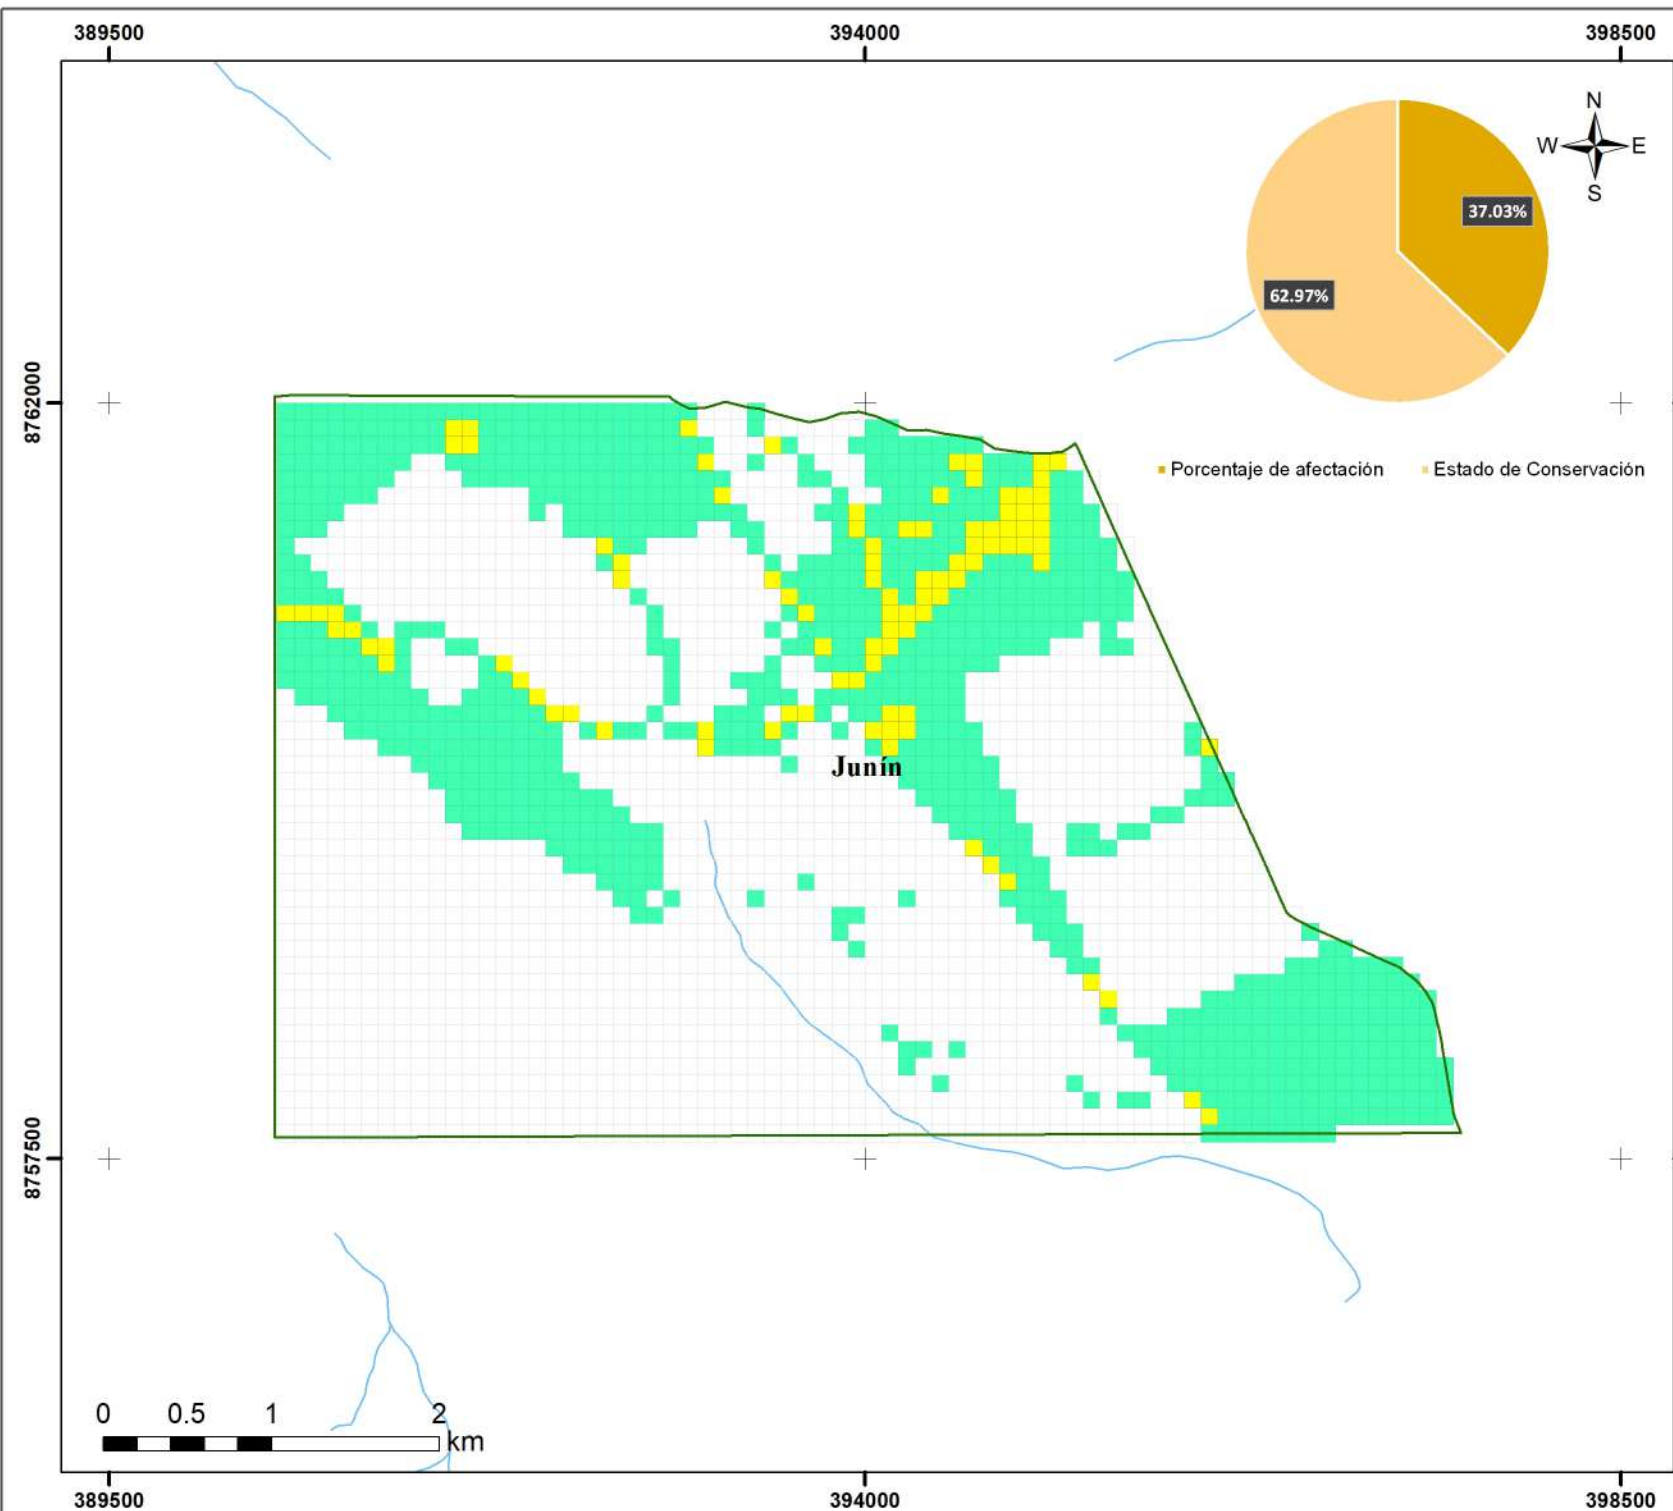 389500 394000 398500
N
W E
S
37.03%
62.97%
8762000
Porcentaje de afectación Estado de Conservación
Junín
8757500
0 0.5 1 2
km
389500 394000 398500